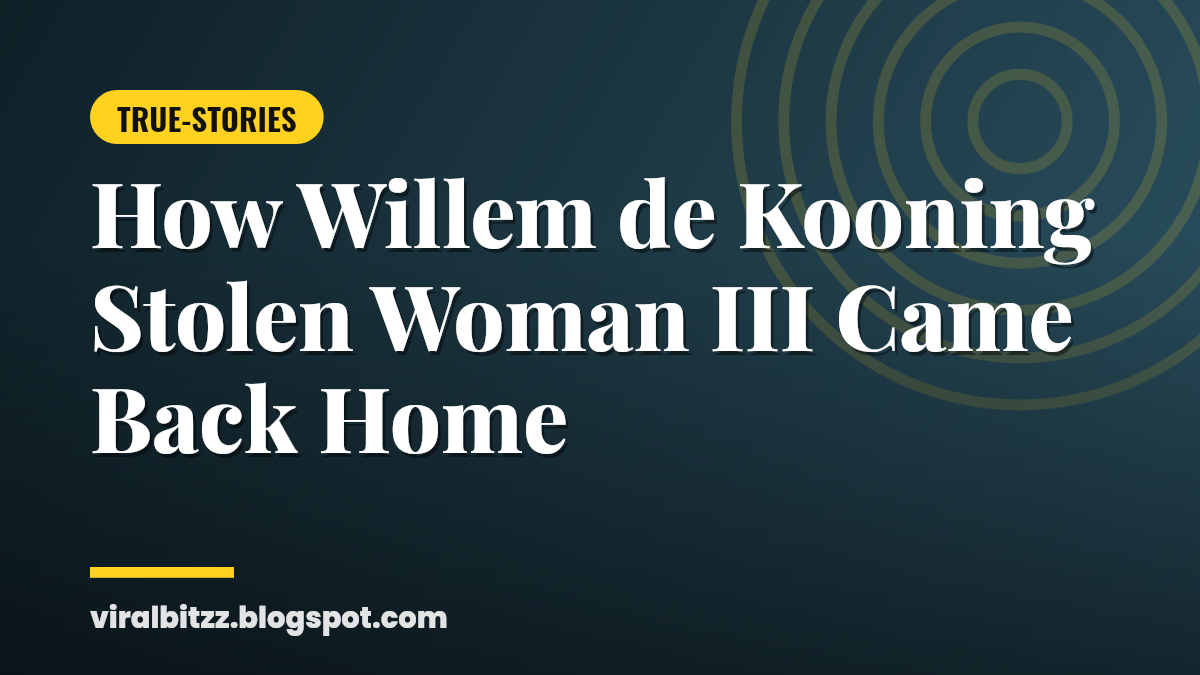 TRUE-STORIES
How Willem de Kooning
Stolen Woman III Came
Back Home
viralbitzz.blogspot.com